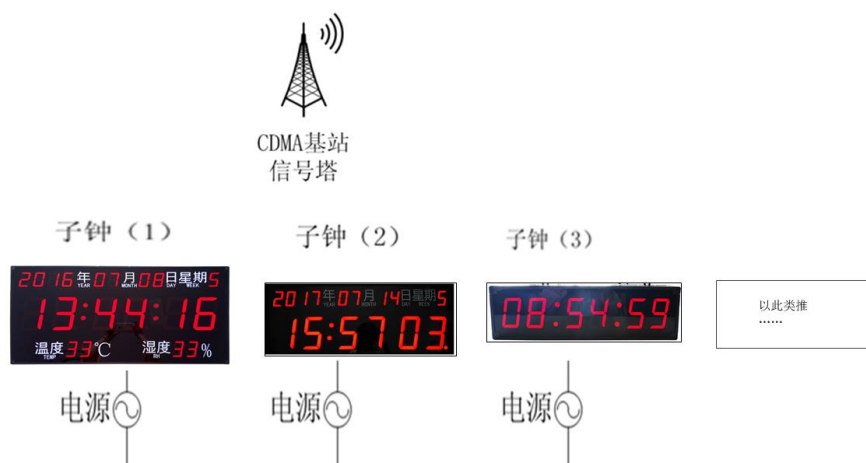 CDMA基站
信号塔
子钟（1）
子钟（2）
子钟（3）
2016年07月08日星期5
YEAR MONTH DAY WEEK
13:44:16
温度33℃ 湿度33%
TEMP RH
2017年07月14日星期5
YEAR MONTH DAY WEEK
15:57 03
08:54:59
以此类推
……
电源
电源
电源